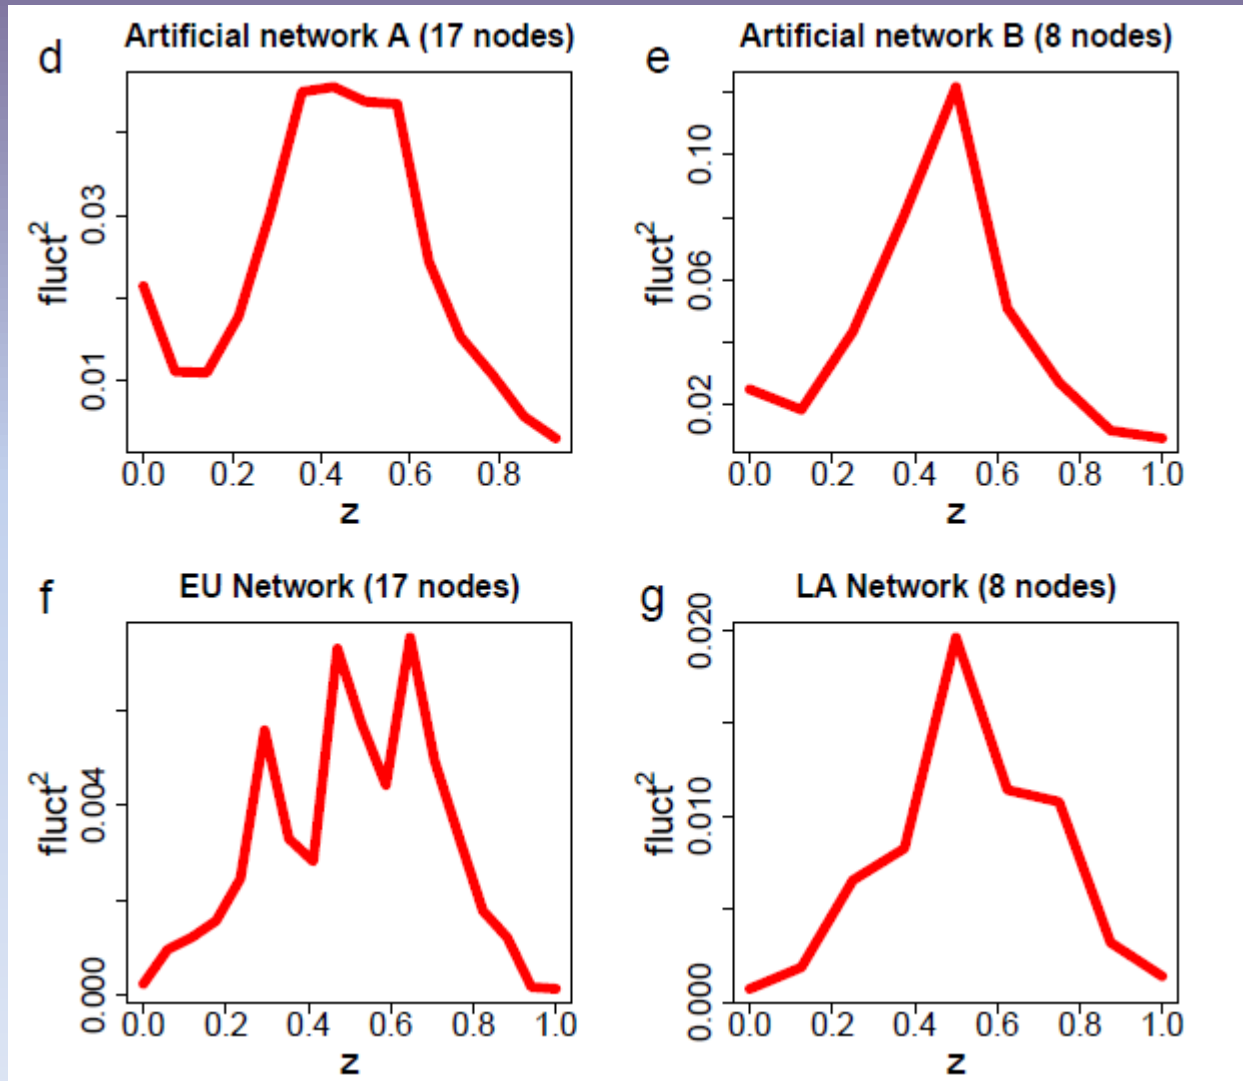 d
Artificial network A (17 nodes)
fluct²
0.03
0.01
0.0 0.2 0.4 0.6 0.8
z
e
Artificial network B (8 nodes)
fluct²
0.10
0.06
0.02
0.0 0.2 0.4 0.6 0.8 1.0
z
f
EU Network (17 nodes)
fluct²
0.004
0.000
0.0 0.2 0.4 0.6 0.8 1.0
z
g
LA Network (8 nodes)
fluct²
0.020
0.010
0.000
0.0 0.2 0.4 0.6 0.8 1.0
z